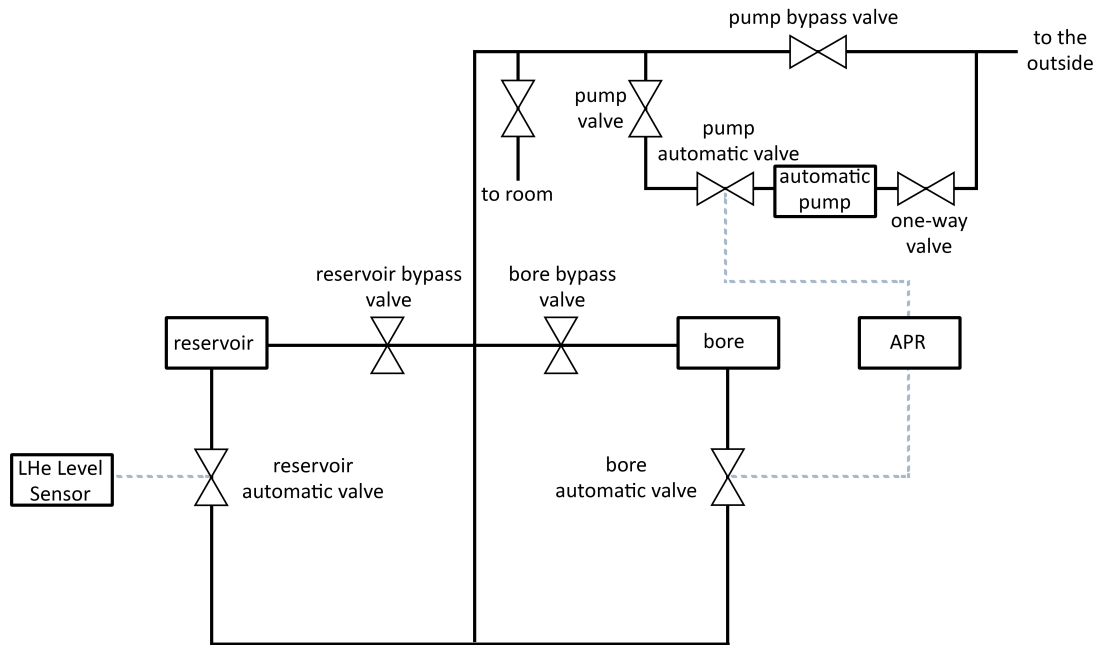 pump bypass valve
to the
outside
pump
valve
pump
automatic valve
automatic
pump
to room
one-way
valve
reservoir bypass
valve
bore bypass
valve
reservoir
bore
APR
LHe Level
Sensor
reservoir
automatic valve
bore
automatic valve